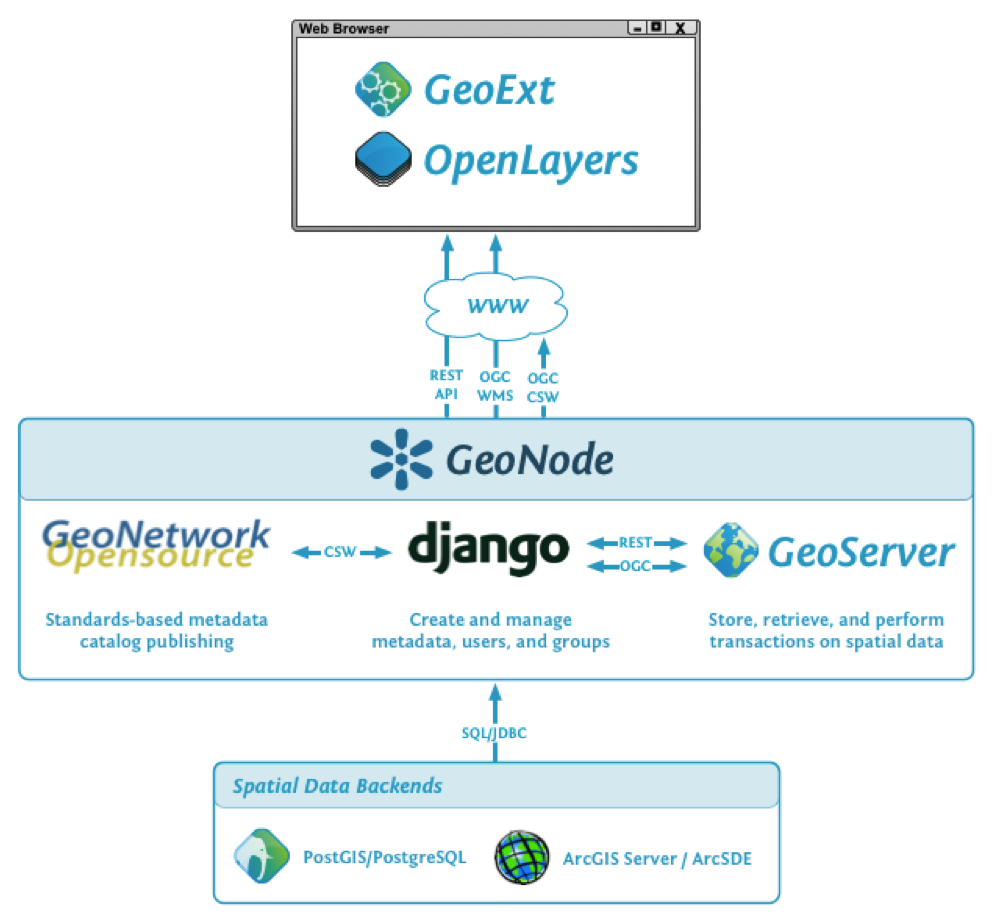 Web Browser
GeoExt
OpenLayers
WWW
REST API
OGC WMS
OGC CSW
GeoNode
GeoNetwork
Opensource
CSW
django
REST
OGC
GeoServer
Standards-based metadata
catalog publishing
Create and manage
metadata, users, and groups
Store, retrieve, and perform
transactions on spatial data
SQL/JDBC
Spatial Data Backends
PostGIS/PostgreSQL
ArcGIS Server / ArcSDE